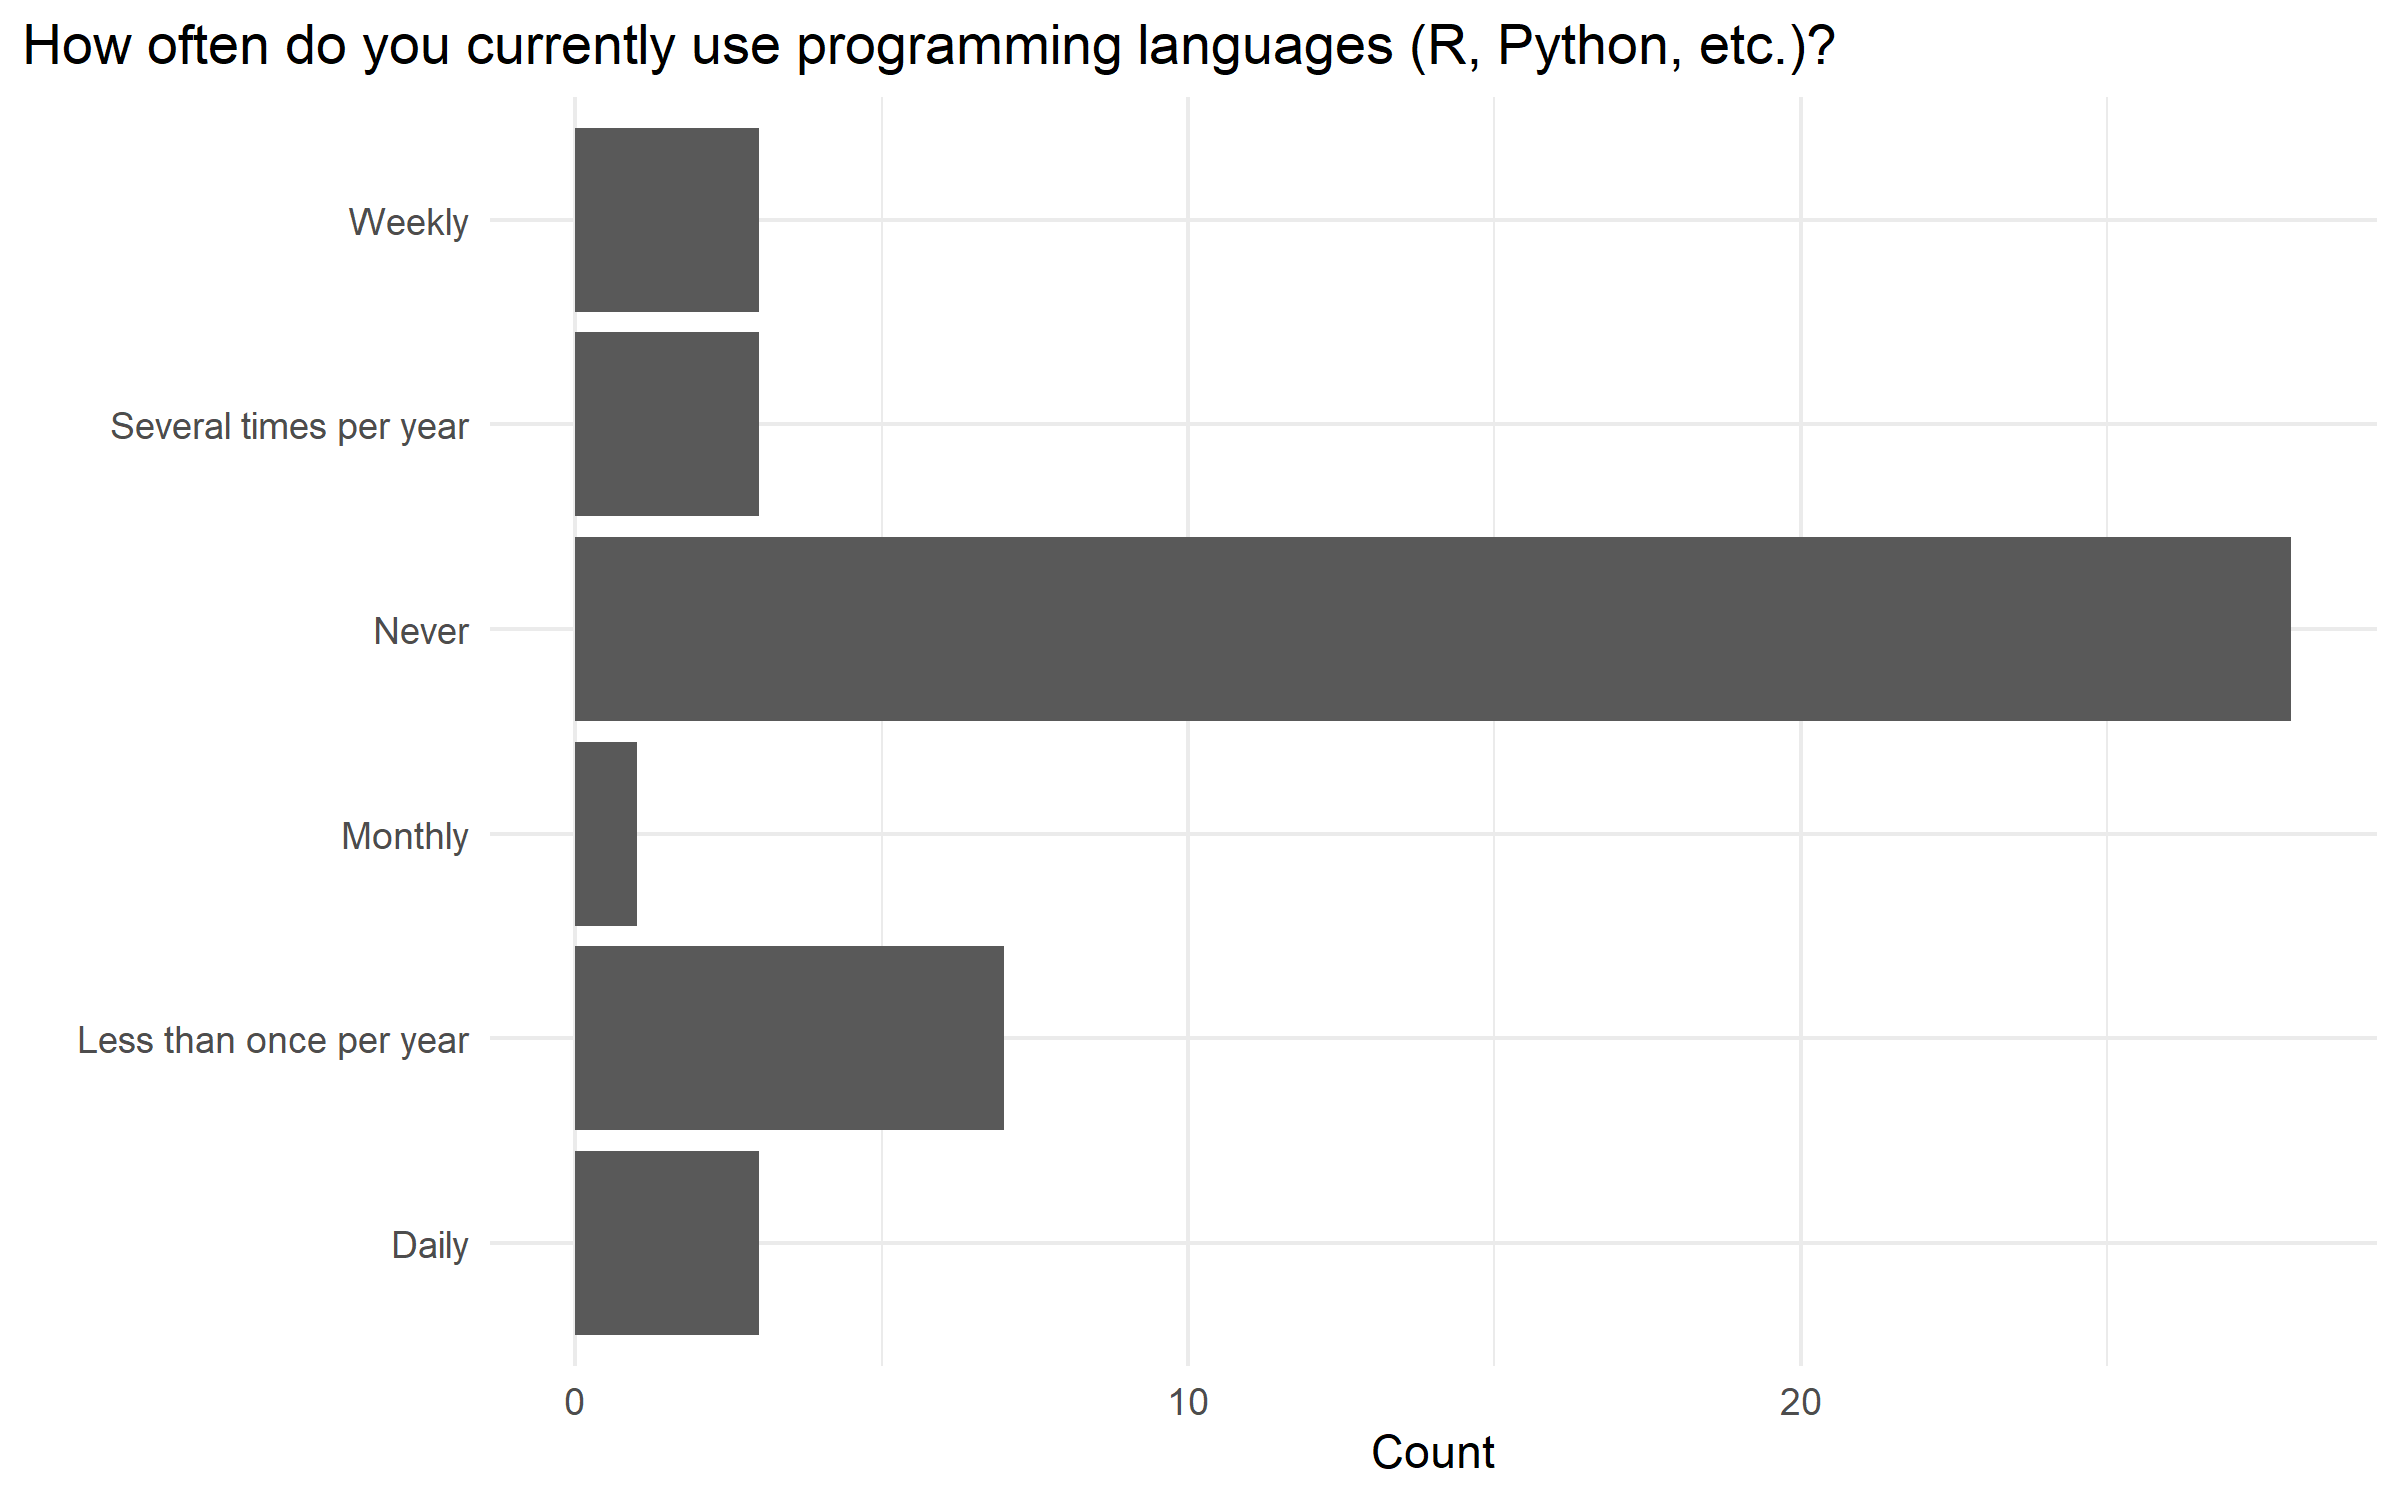 How often do you currently use programming languages (R, Python, etc.)?
Weekly
Several times per year
Never
Monthly
Less than once per year
Daily
0 10 20
Count